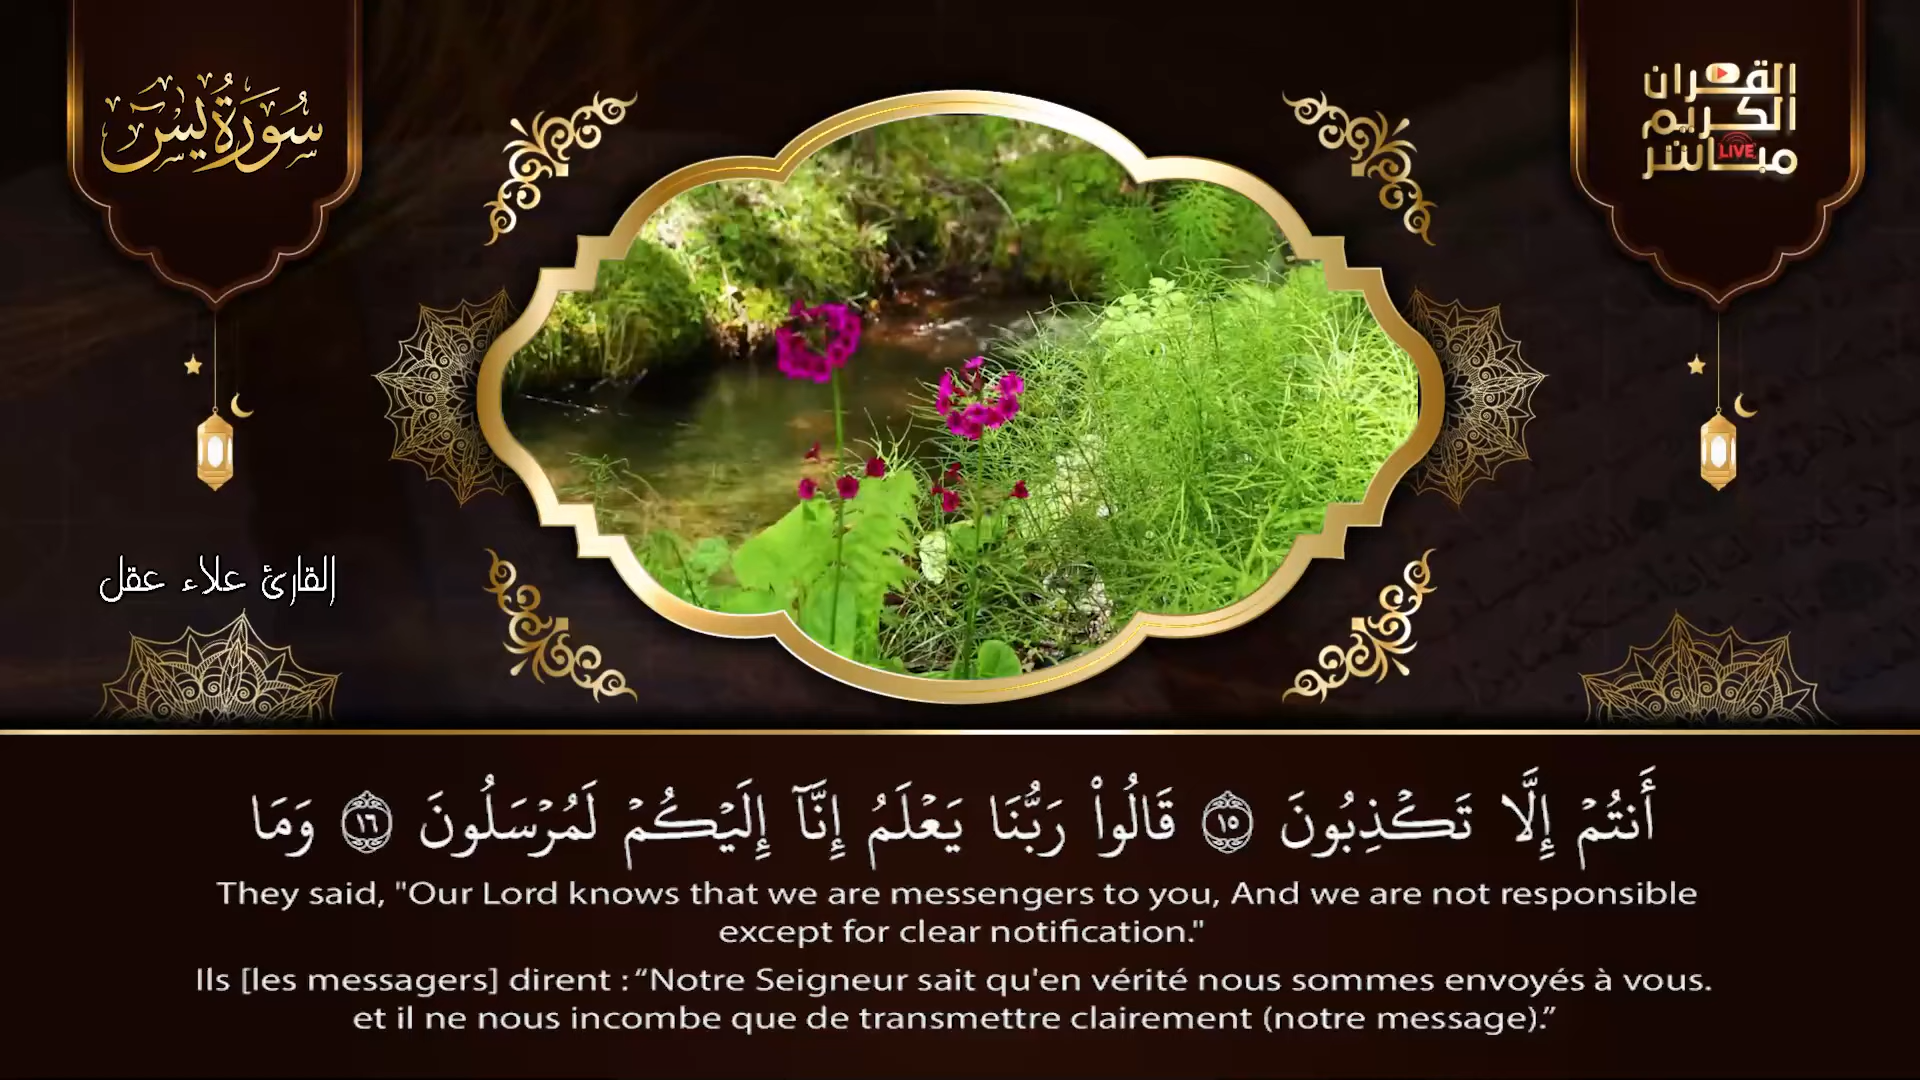 سُورَةُ يسٓ
القرآن
الكريم
مباشر
LIVE
القارئ علاء عقل
أَنتُمۡ إِلَّا تَكۡذِبُونَ ١٥ قَالُواْ رَبُّنَا يَعۡلَمُ إِنَّآ إِلَيۡكُمۡ لَمُرۡسَلُونَ ١٦ وَمَا
They said, "Our Lord knows that we are messengers to you, And we are not responsible
except for clear notification."
Ils [les messagers] dirent : “Notre Seigneur sait qu'en vérité nous sommes envoyés à vous.
et il ne nous incombe que de transmettre clairement (notre message).”